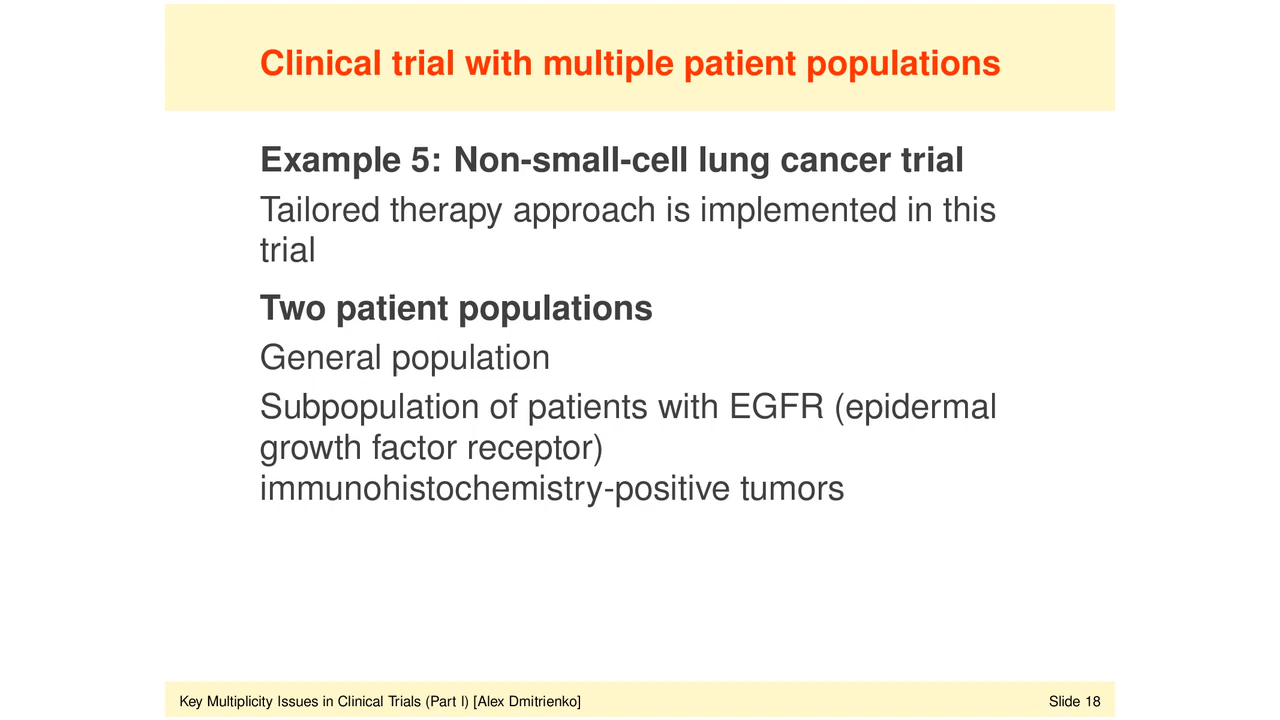 Clinical trial with multiple patient populations
Example 5: Non-small-cell lung cancer trial
Tailored therapy approach is implemented in this
trial
Two patient populations
General population
Subpopulation of patients with EGFR (epidermal
growth factor receptor)
immunohistochemistry-positive tumors
Key Multiplicity Issues in Clinical Trials (Part I) [Alex Dmitrienko]
Slide 18